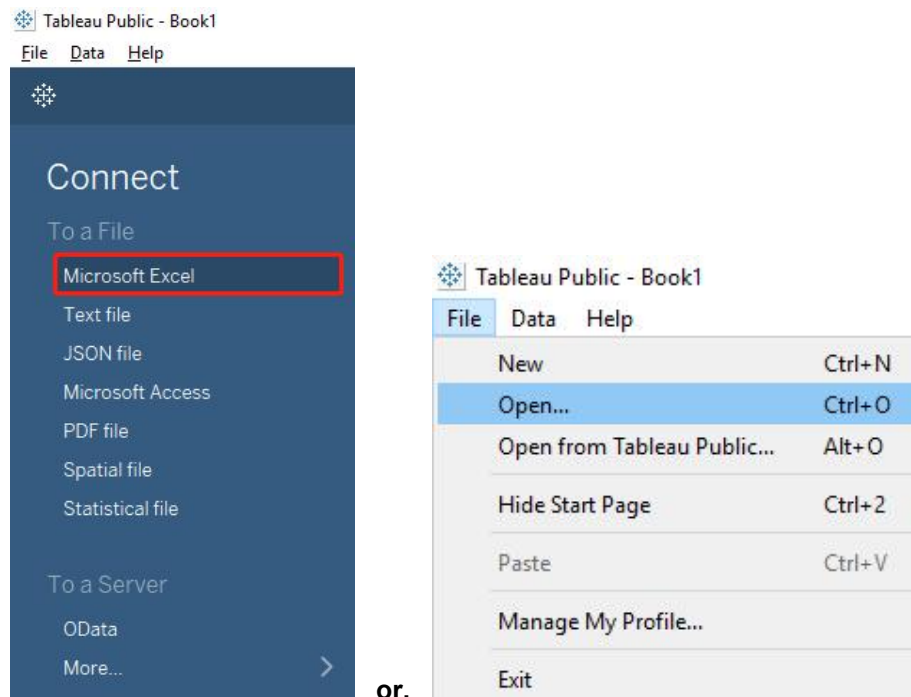 Tableau Public - Book1
File Data Help
Connect
To a File
Microsoft Excel
Text file
JSON file
Microsoft Access
PDF file
Spatial file
Statistical file
To a Server
OData
More...
or.
Tableau Public - Book1
File Data Help
New Ctrl+N
Open... Ctrl+O
Open from Tableau Public... Alt+O
Hide Start Page Ctrl+2
Paste Ctrl+V
Manage My Profile...
Exit